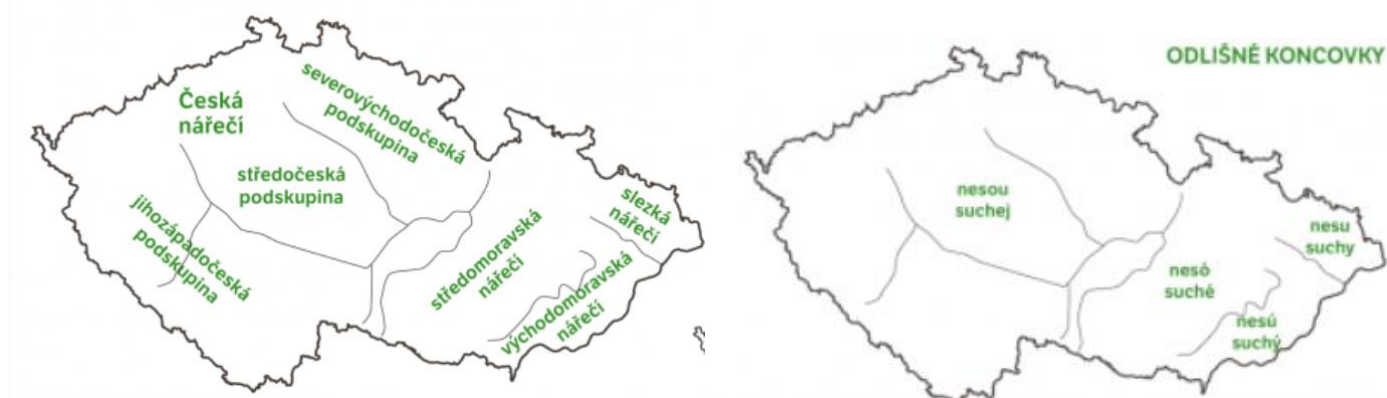 severovýchodočeská
podskupina
Česká
nářečí
středočeská
podskupina
jihozápadočeská
podskupina
středomoravská
nářečí
slezká
nářečí
východomoravská
nářečí
ODLIŠNÉ KONCOVKY
nesou
suchej
nesu
suchy
nesó
suché
nesú
suchý